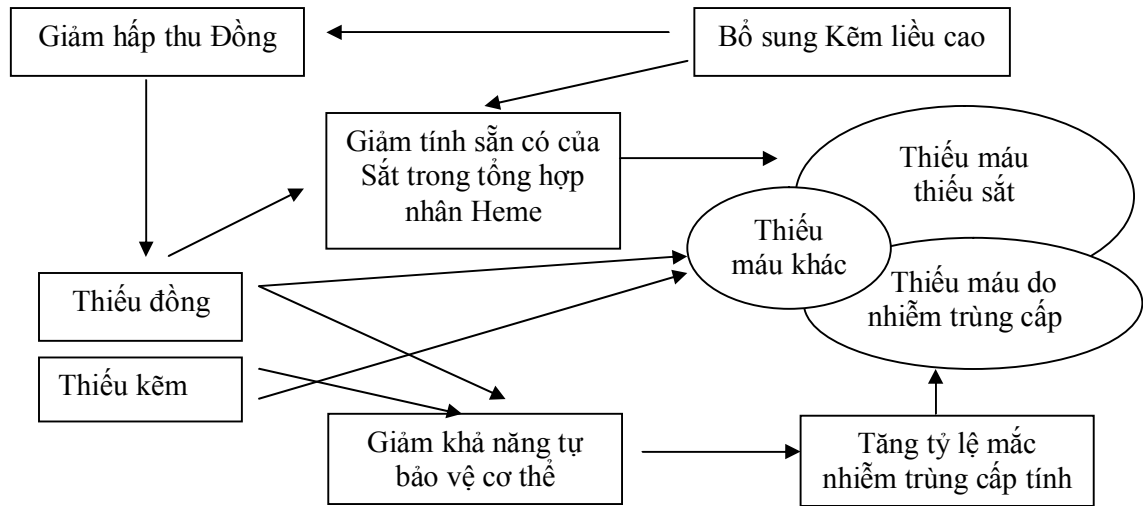 Giảm hấp thu Đồng
Bổ sung Kẽm liều cao
Giảm tính sẵn có của
Sắt trong tổng hợp
nhân Heme
Thiếu máu
thiếu sắt
Thiếu
máu khác
Thiếu máu do
nhiễm trùng cấp
Thiếu đồng
Thiếu kẽm
Giảm khả năng tự
bảo vệ cơ thể
Tăng tỷ lệ mắc
nhiễm trùng cấp tính